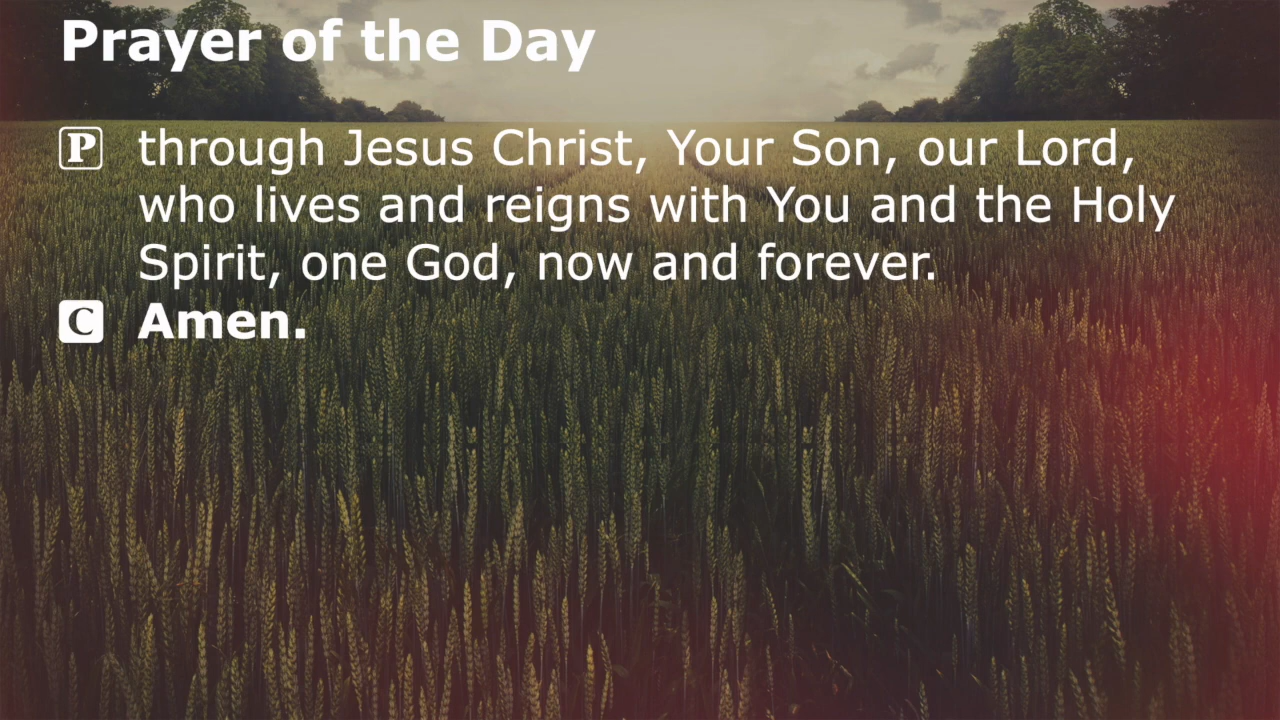 Prayer of the Day
P through Jesus Christ, Your Son, our Lord,
who lives and reigns with You and the Holy
Spirit, one God, now and forever.
C Amen.